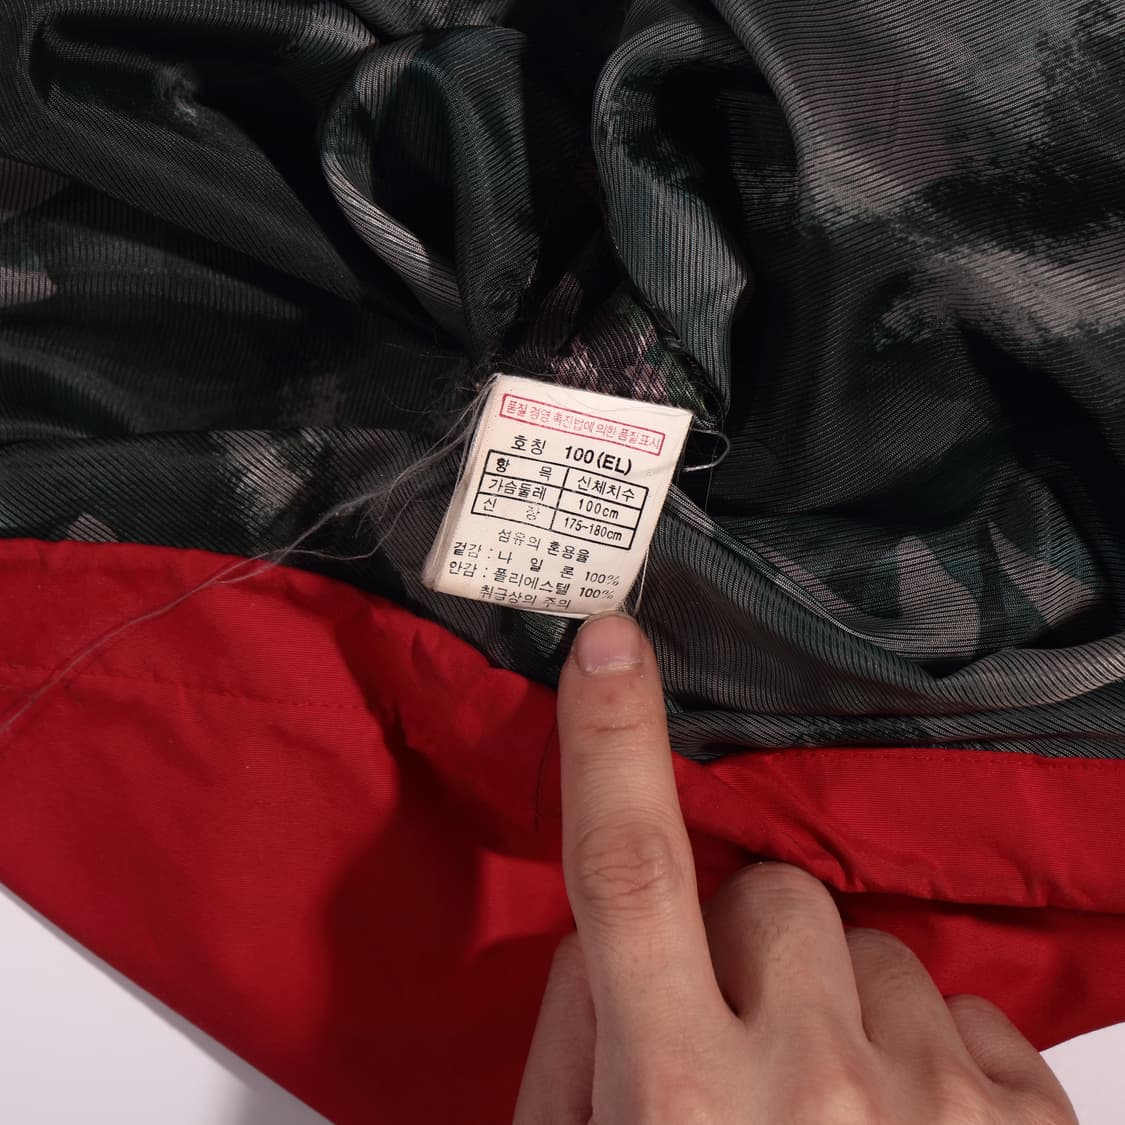 품질 경영 촉진법에 의한 품질표시
호칭 100(EL)
항 목 신체치수
가슴둘레 100cm
신 장 175-180cm
섬유의 혼용율
겉감 : 나 일 론 100%
안감 : 폴리에스텔 100%
취급상의 주의